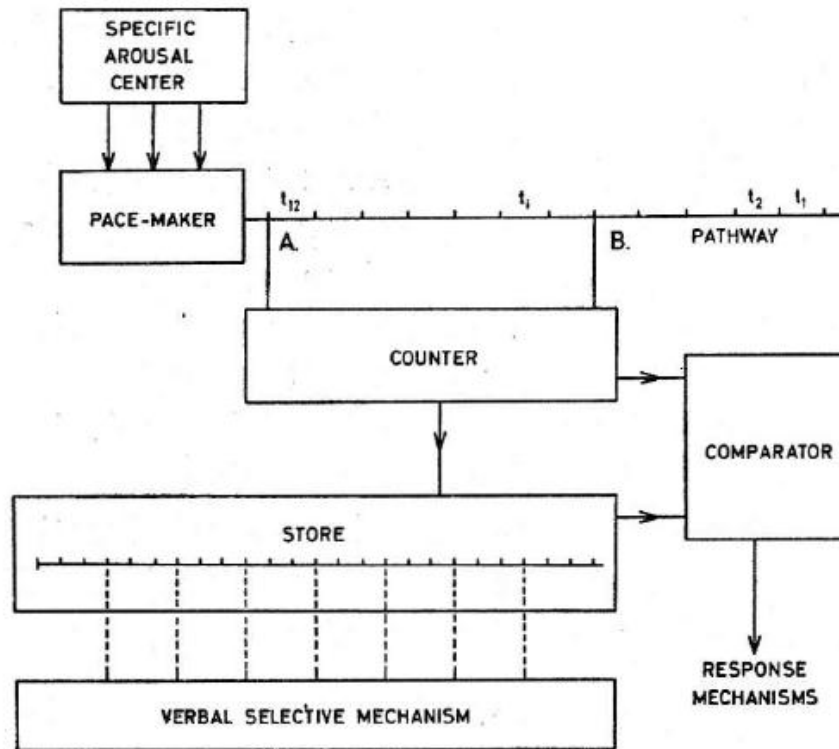 SPECIFIC
AROUSAL
CENTER
PACE-MAKER
t12
ti
t2
t1
A.
B.
PATHWAY
COUNTER
COMPARATOR
STORE
RESPONSE
MECHANISMS
VERBAL SELECTIVE MECHANISM